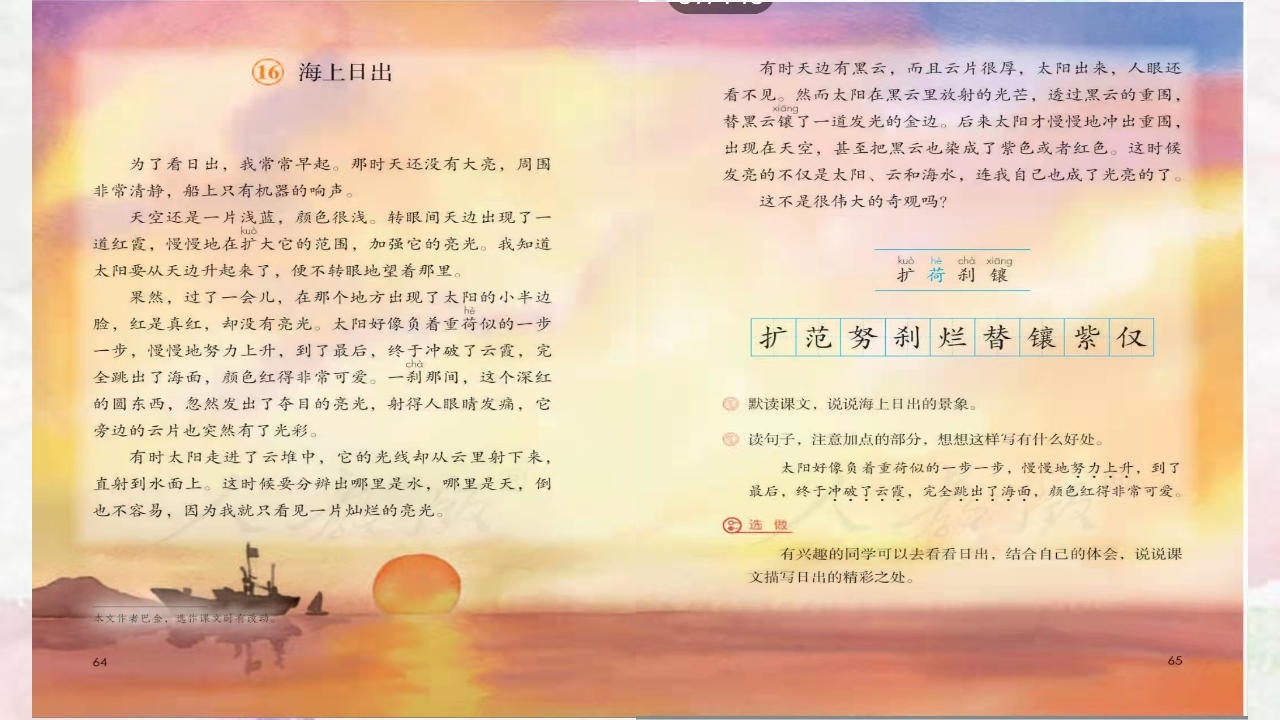 16 海上日出
为了看日出，我常常早起。那时天还没有大亮，周围
非常清静，船上只有机器的响声。
天空还是一片浅蓝，颜色很浅。转眼间天边出现了一
kuò
道红霞，慢慢地在扩大它的范围，加强它的亮光。我知道
太阳要从天边升起来了，便不转眼地望着那里。
果然，过了一会儿，在那个地方出现了太阳的小半边
hè
脸，红是真红，却没有亮光。太阳好像负着重荷似的一步
一步，慢慢地努力上升，到了最后，终于冲破了云霞，完
chà
全跳出了海面，颜色红得非常可爱。一刹那间，这个深红
的圆东西，忽然发出了夺目的亮光，射得人眼睛发痛，它
旁边的云片也突然有了光彩。
有时太阳走进了云堆中，它的光线却从云里射下来，
直射到水面上。这时候要分辨出哪里是水，哪里是天，倒
也不容易，因为我就只看见一片灿烂的亮光。
本文作者巴金，选作课文时有改动。
64
有时天边有黑云，而且云片很厚，太阳出来，人眼还
看不见。然而太阳在黑云里放射的光芒，透过黑云的重围，
xiāng
替黑云镶了一道发光的金边。后来太阳才慢慢地冲出重围，
出现在天空，甚至把黑云也染成了紫色或者红色。这时候
发亮的不仅是太阳、云和海水，连我自己也成了光亮的了。
这不是很伟大的奇观吗？
kuò hè chà xiāng
扩 荷 刹 镶
扩 范 努 刹 烂 替 镶 紫 仅
默读课文，说说海上日出的景象。
读句子，注意加点的部分，想想这样写有什么好处。
太阳好像负着重荷似的一步一步，慢慢地努力上升，到了
最后，终于冲破了云霞，完全跳出了海面，颜色红得非常可爱。
选做
有兴趣的同学可以去看看日出，结合自己的体会，说说课
文描写日出的精彩之处。
65